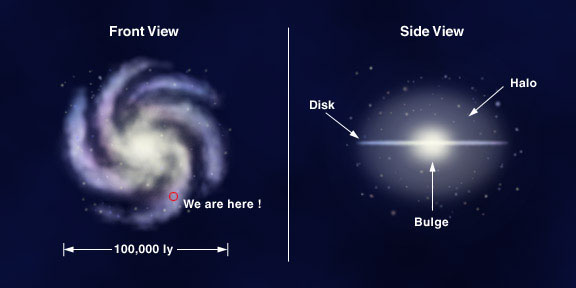 Front View
We are here !
100,000 ly
Side View
Halo
Disk
Bulge